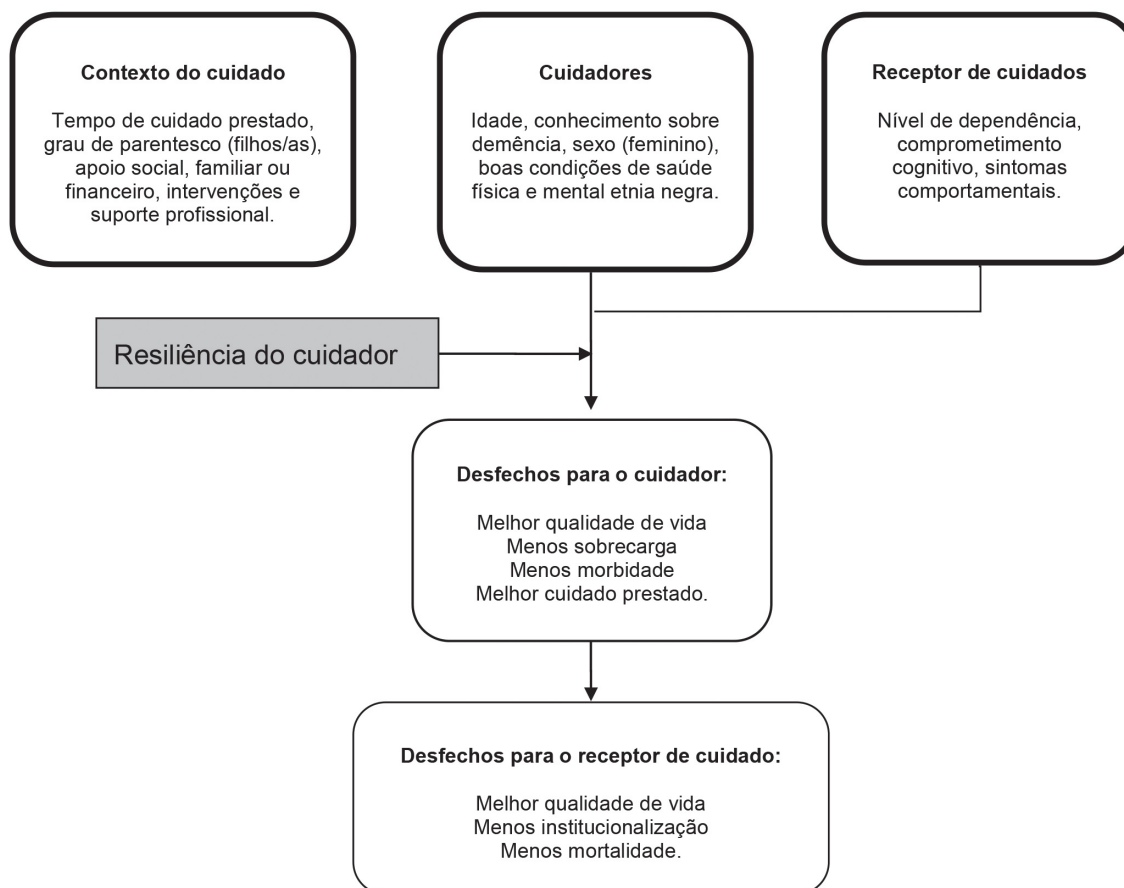 Contexto do cuidado
Tempo de cuidado prestado,
grau de parentesco (filhos/as),
apoio social, familiar ou
financeiro, intervenções e
suporte profissional.
Cuidadores
Idade, conhecimento sobre
demência, sexo (feminino),
boas condições de saúde
física e mental etnia negra.
Receptor de cuidados
Nível de dependência,
comprometimento
cognitivo, sintomas
comportamentais.
Resiliência do cuidador
Desfechos para o cuidador:
Melhor qualidade de vida
Menos sobrecarga
Menos morbidade
Melhor cuidado prestado.
Desfechos para o receptor de cuidado:
Melhor qualidade de vida
Menos institucionalização
Menos mortalidade.